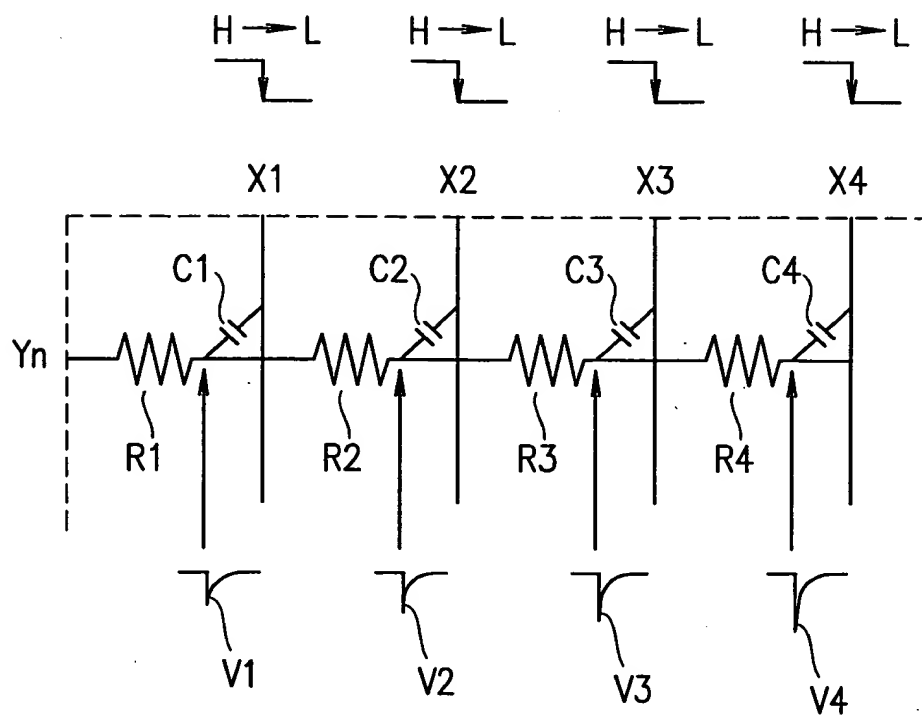 H → L H → L H → L H → L
X1 X2 X3 X4
C1 C2 C3 C4
Yn
R1 R2 R3 R4
V1 V2 V3 V4